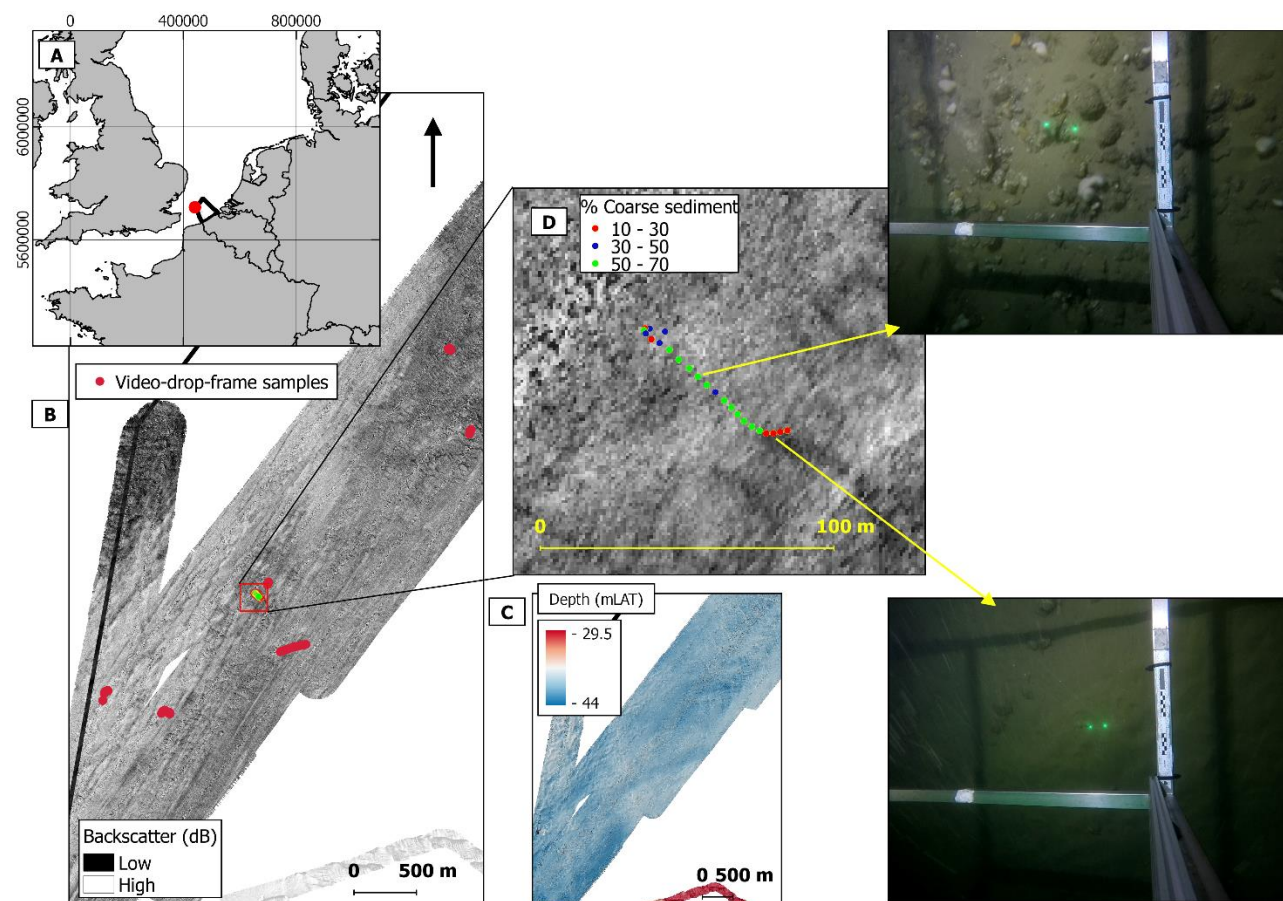 0 400000 800000
A
6000000
5600000
Video-drop-frame samples
B
Backscatter (dB)
Low
High
0 500 m
D
% Coarse sediment
10 - 30
30 - 50
50 - 70
0 100 m
C
Depth (mLAT)
- 29.5
- 44
0 500 m